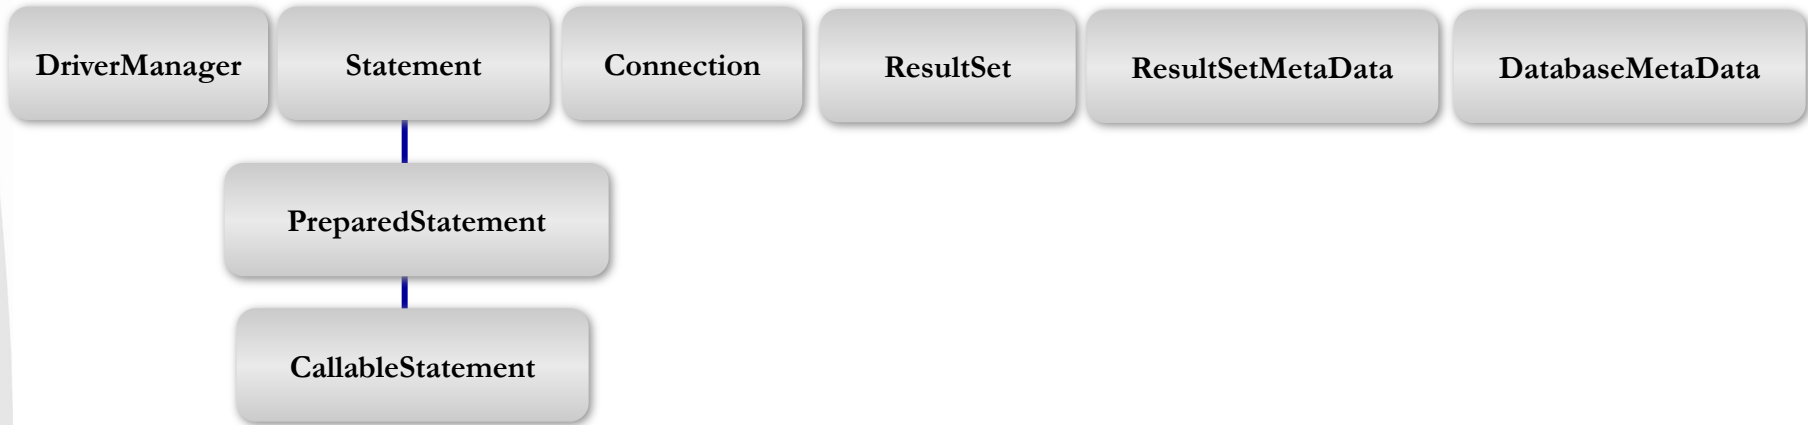 DriverManager
Statement
Connection
ResultSet
ResultSetMetaData
DatabaseMetaData
PreparedStatement
CallableStatement